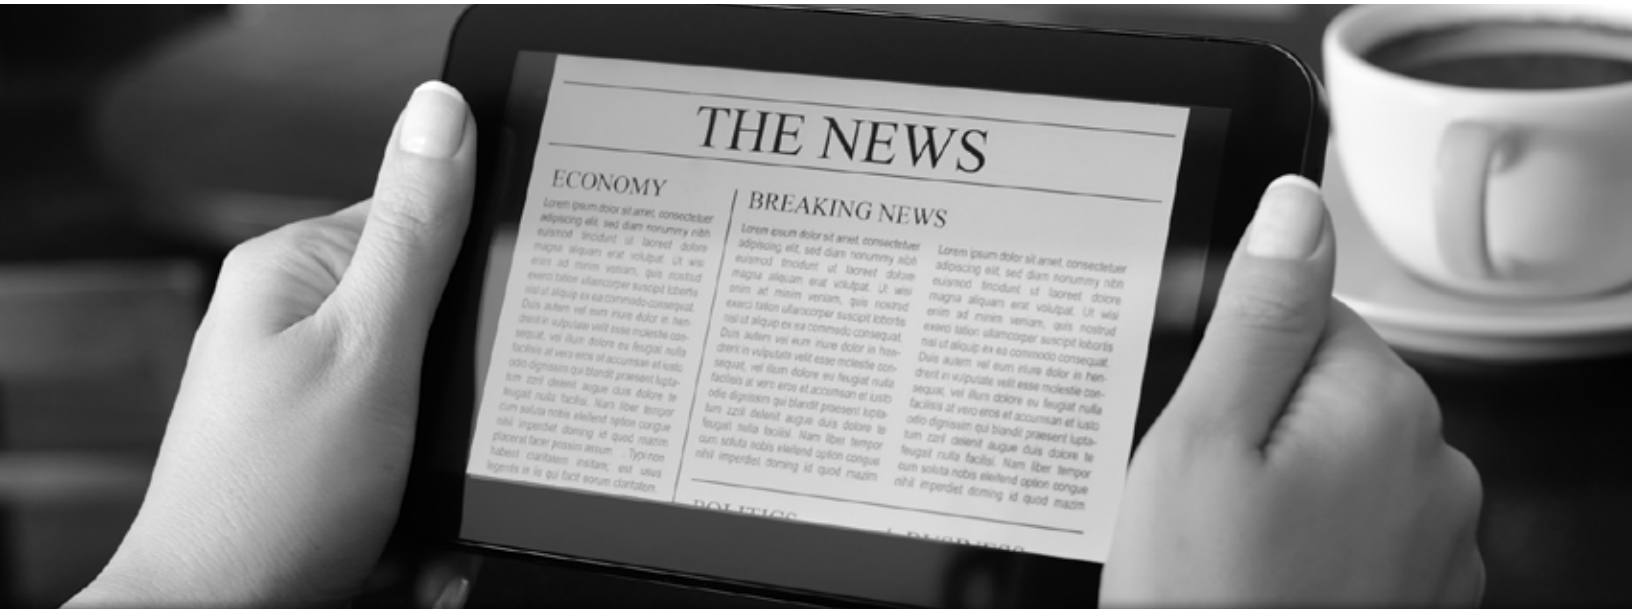 THE NEWS
ECONOMY
Lorem ipsum dolor sit amet, consectetuer
adipiscing elit, sed diam nonummy nibh
euismod tincidunt ut laoreet dolore
magna aliquam erat volutpat. Ut wisi
enim ad minim veniam, quis nostrud
exerci tation ullamcorper suscipit lobortis
nisl ut aliquip ex ea commodo consequat.
Duis autem vel eum iriure dolor in hen-
drerit in vulputate velit esse molestie con-
sequat, vel illum dolore eu feugiat nulla
facilisis at vero eros et accumsan et iusto
odio dignissim qui blandit praesent lupta-
tum zzril delenit augue duis dolore te
feugait nulla facilisi. Nam liber tempor
cum soluta nobis eleifend option congue
nihil imperdiet doming id quod mazim
placerat facer possim assum. Typi non
habent claritatem insitam; est usus
legentis in iis qui facit eorum claritatem.
BREAKING NEWS
Lorem ipsum dolor sit amet, consectetuer
adipiscing elit, sed diam nonummy nibh
euismod tincidunt ut laoreet dolore
magna aliquam erat volutpat. Ut wisi
enim ad minim veniam, quis nostrud
exerci tation ullamcorper suscipit lobortis
nisl ut aliquip ex ea commodo consequat.
Duis autem vel eum iriure dolor in hen-
drerit in vulputate velit esse molestie con-
sequat, vel illum dolore eu feugiat nulla
facilisis at vero eros et accumsan et iusto
odio dignissim qui blandit praesent lupta-
tum zzril delenit augue duis dolore te
feugait nulla facilisi. Nam liber tempor
cum soluta nobis eleifend option congue
nihil imperdiet doming id quod mazim
Lorem ipsum dolor sit amet, consectetuer
adipiscing elit, sed diam nonummy nibh
euismod tincidunt ut laoreet dolore
magna aliquam erat volutpat. Ut wisi
enim ad minim veniam, quis nostrud
exerci tation ullamcorper suscipit lobortis
nisl ut aliquip ex ea commodo consequat.
Duis autem vel eum iriure dolor in hen-
drerit in vulputate velit esse molestie con-
sequat, vel illum dolore eu feugiat nulla
facilisis at vero eros et accumsan et iusto
odio dignissim qui blandit praesent lupta-
tum zzril delenit augue duis dolore te
feugait nulla facilisi. Nam liber tempor
cum soluta nobis eleifend option congue
nihil imperdiet doming id quod mazim
POLITICS
BUSINESS